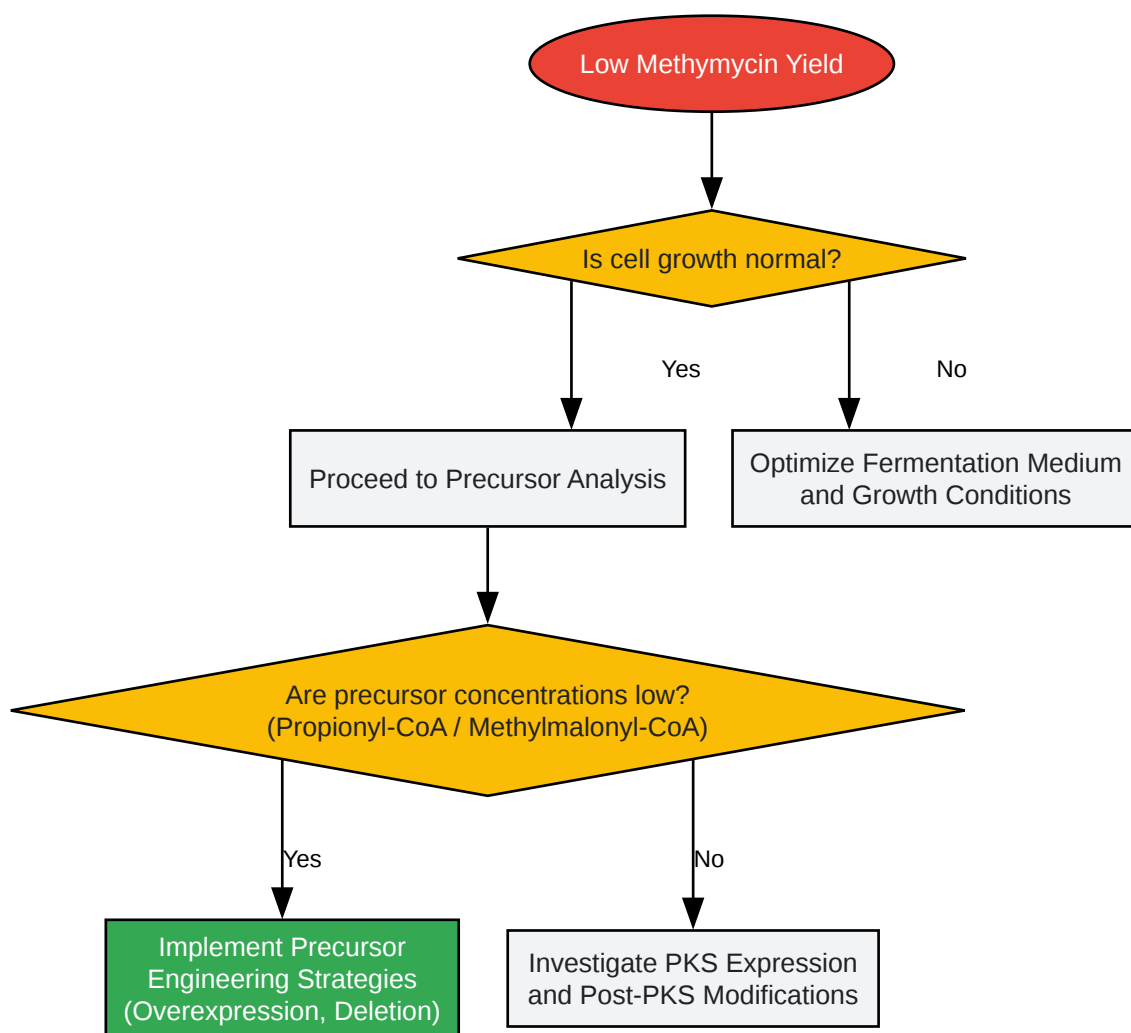 Low Methymycin Yield
Is cell growth normal?
Yes
No
Proceed to Precursor Analysis
Optimize Fermentation Medium
and Growth Conditions
Are precursor concentrations low?
(Propionyl-CoA / Methylmalonyl-CoA)
Yes
No
Implement Precursor
Engineering Strategies
(Overexpression, Deletion)
Investigate PKS Expression
and Post-PKS Modifications